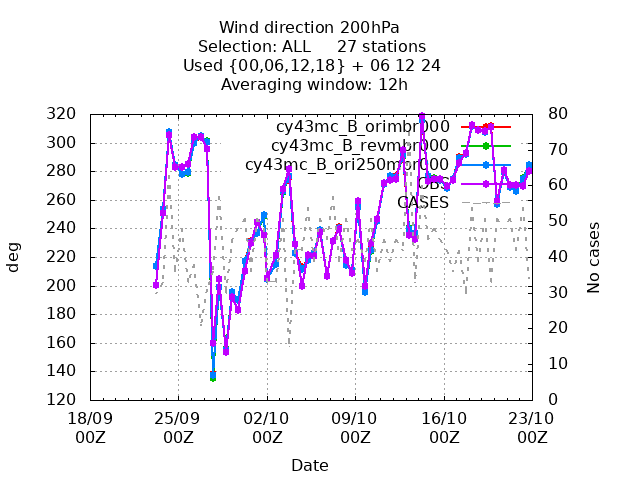 Wind direction 200hPa
Selection: ALL 27 stations
Used {00,06,12,18} + 06 12 24
Averaging window: 12h
320 80
cy43mc_B_orimbr000
300 70
cy43mc_B_revmbr000
280 cy43mc_B_ori250mbr000
60
OBS
260 CASES
50
240
220 40
200 30
180
20
160
140 10
120 0
deg
No cases
18/09 25/09 02/10 09/10 16/10 23/10
00Z 00Z 00Z 00Z 00Z 00Z
Date